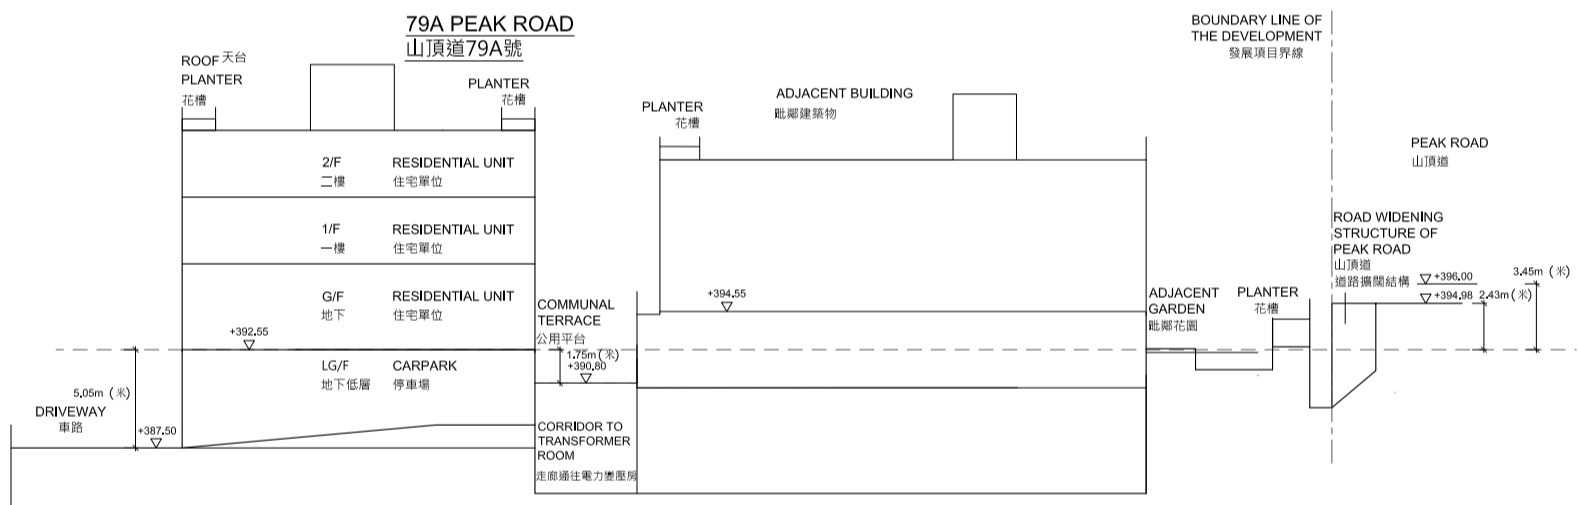 79A PEAK ROAD
山頂道79A號
ROOF 天台
PLANTER
花槽
PLANTER
花槽
2/F RESIDENTIAL UNIT
二樓 住宅單位
1/F RESIDENTIAL UNIT
一樓 住宅單位
G/F RESIDENTIAL UNIT
地下 住宅單位
+392.55
LG/F CARPARK
地下低層 停車場
5.05m (米)
DRIVEWAY
車路
+387.50
COMMUNAL
TERRACE
公用平台
1.75m (米)
+390.80
CORRIDOR TO
TRANSFORMER
ROOM
走廊通往電力變壓房
PLANTER
花槽
ADJACENT BUILDING
毗鄰建築物
+394.55
ADJACENT
GARDEN
毗鄰花園
PLANTER
花槽
BOUNDARY LINE OF
THE DEVELOPMENT
發展項目界線
PEAK ROAD
山頂道
ROAD WIDENING
STRUCTURE OF
PEAK ROAD
山頂道
道路擴闊結構
+396.00
3.45m (米)
+394.98
2.43m (米)